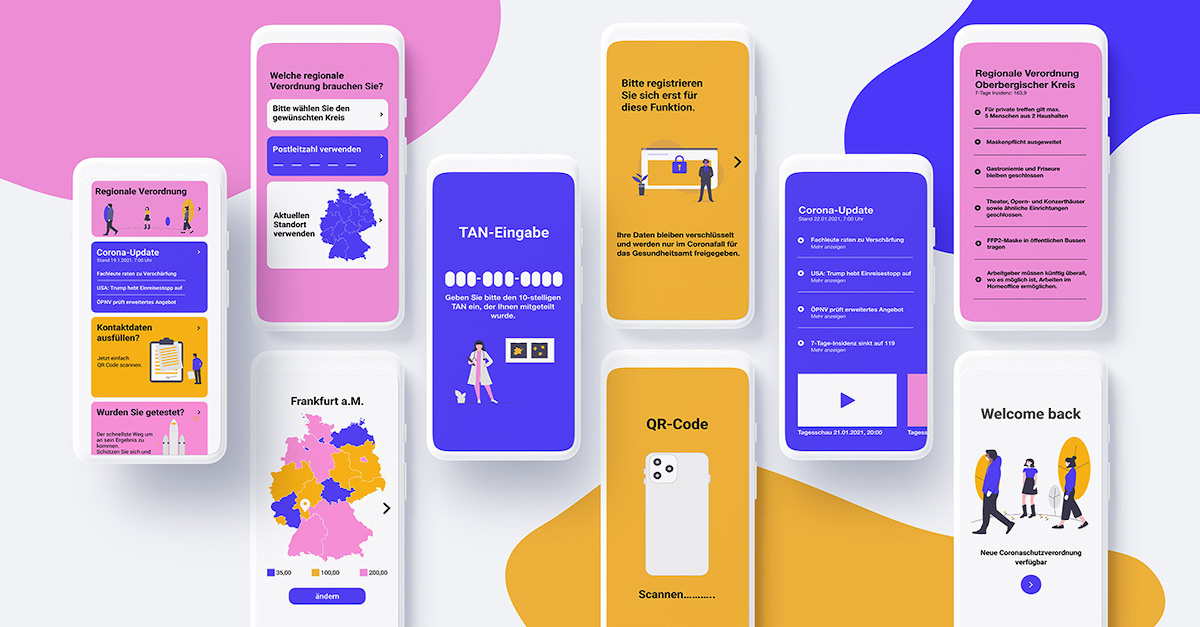 Regionale Verordnung
Corona-Update
Stand 19.1.2021, 7:00 Uhr
Fachleute raten zu Verschärfung
USA: Trump hebt Einreisestopp auf
ÖPNV prüft erweitertes Angebot
Kontaktdaten
ausfüllen?
Jetzt einfach
QR Code scannen.
Wurden Sie getestet?
Der schnellste Weg um
an sein Ergebnis zu
kommen.
Schützen Sie sich und
Welche regionale
Verordnung brauchen Sie?
Bitte wählen Sie den
gewünschten Kreis
Postleitzahl verwenden
Aktuellen
Standort
verwenden
Frankfurt a.M.
35,00
100,00
200,00
ändern
TAN-Eingabe
Geben Sie bitte den 10-stelligen
TAN ein, der Ihnen mitgeteilt
wurde.
Bitte registrieren
Sie sich erst für
diese Funktion.
Ihre Daten bleiben verschlüsselt
und werden nur im Coronafall für
das Gesundheitsamt freigegeben.
QR-Code
Scannen...........
Corona-Update
Stand 22.01.2021, 7:00 Uhr
Fachleute raten zu Verschärfung
Mehr anzeigen
USA: Trump hebt Einreisestopp auf
Mehr anzeigen
ÖPNV prüft erweitertes Angebot
Mehr anzeigen
7-Tage-Insidenz sinkt auf 119
Mehr anzeigen
Tagesschau 21.01.2021, 20:00
Tagess
Regionale Verordnung
Oberbergischer Kreis
7-Tage Inzidenz: 163,9
Für private treffen gilt max.
5 Menschen aus 2 Haushalten
Maskenpflicht ausgeweitet
Gastroniemie und Friseure
bleiben geschlossen
Theater, Opern- und Konzerthäuser
sowie ähnliche Einrichtungen
geschlossen.
FFP2-Maske in öffentlichen Bussen
tragen
Arbeitgeber müssen künftig überall,
wo es möglich ist, Arbeiten im
Homeoffice ermöglichen.
Welcome back
Neue Coronaschutzverordnung
verfügbar